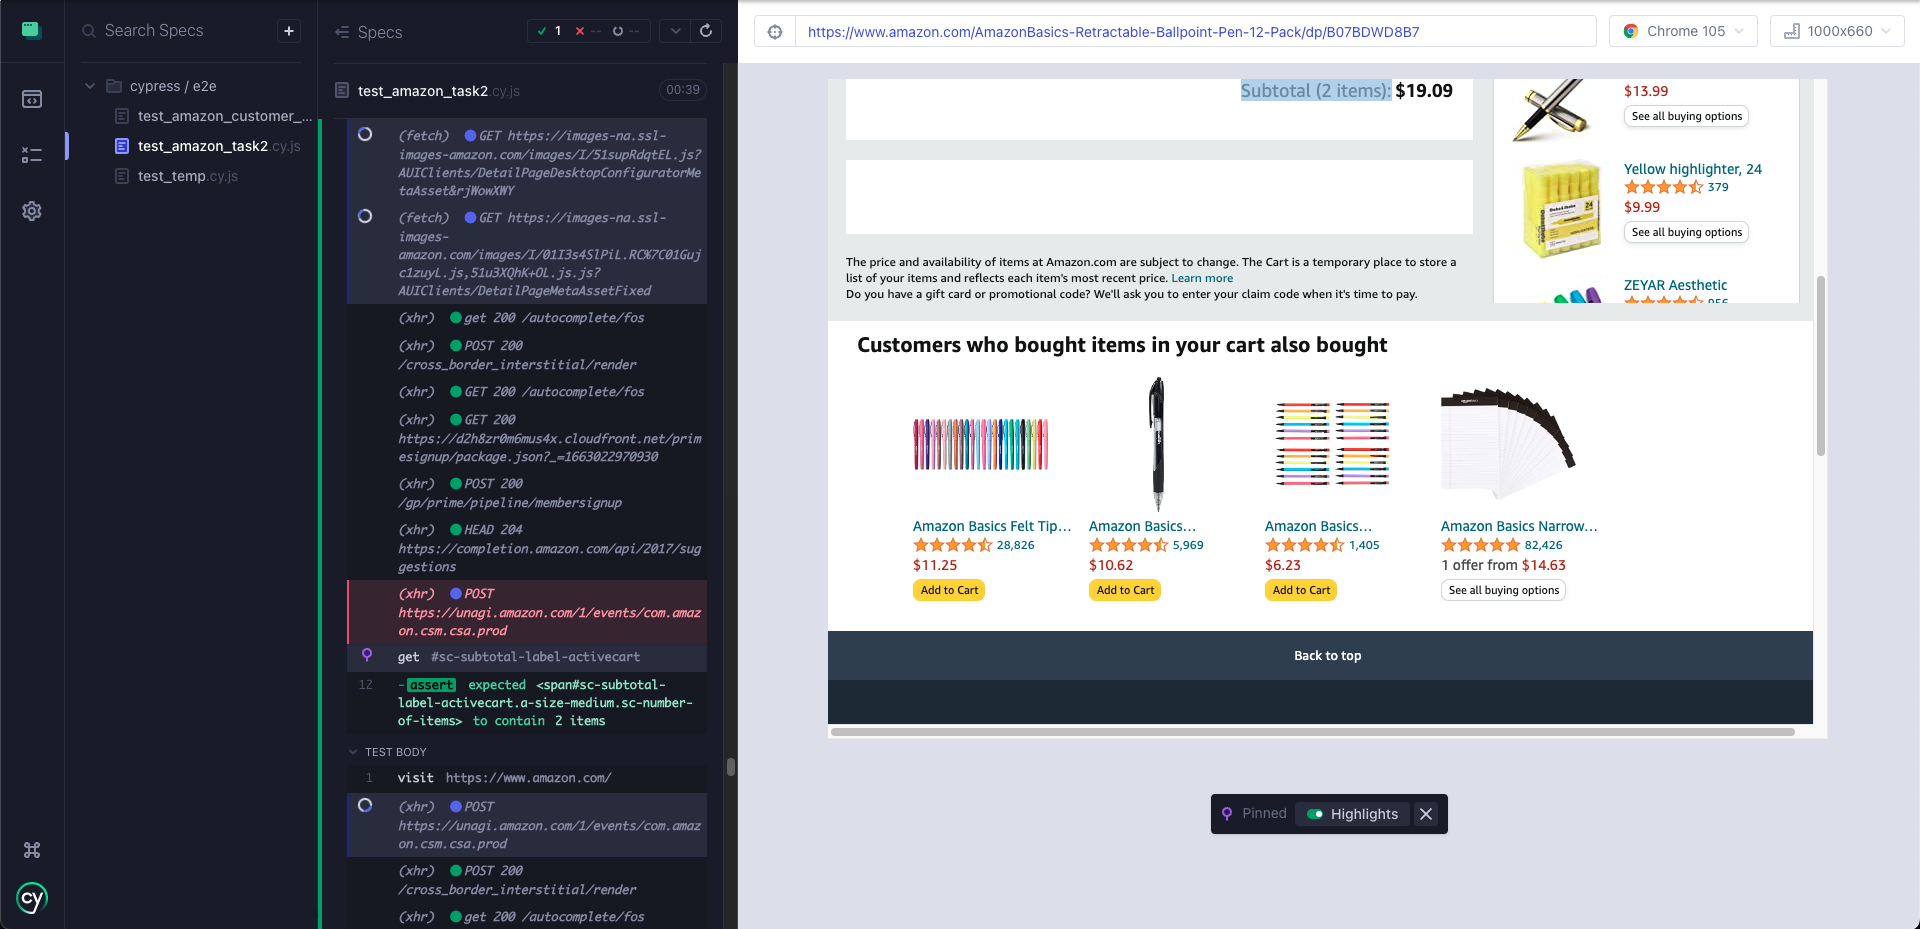 Search Specs
+
cypress / e2e
test_amazon_customer_...
test_amazon_task2.cy.js
test_temp.cy.js
cy
Specs
1
--
--
test_amazon_task2.cy.js
00:39
(fetch) GET https://images-na.ssl-
images-amazon.com/images/I/51supRdqtEL.js?
AUIClients/DetailPageDesktopConfiguratorMe
taAsset&rjWowXWY
(fetch) GET https://images-na.ssl-
images-
amazon.com/images/I/01I3s4SlPiL.RC%7C01Guj
c1zuyL.js,51u3XQhK+OL.js.js?
AUIClients/DetailPageMetaAssetFixed
(xhr) get 200 /autocomplete/fos
(xhr) POST 200
/cross_border_interstitial/render
(xhr) GET 200 /autocomplete/fos
(xhr) GET 200
https://d2h8zr0m6mus4x.cloudfront.net/prim
esignup/package.json?_=1663022970930
(xhr) POST 200
/gp/prime/pipeline/membersignup
(xhr) HEAD 204
https://completion.amazon.com/api/2017/sug
gestions
(xhr) POST
https://unagi.amazon.com/1/events/com.amaz
on.csm.csa.prod
get #sc-subtotal-label-activecart
12 -assert expected <span#sc-subtotal-
label-activecart.a-size-medium.sc-number-
of-items> to contain 2 items
TEST BODY
1 visit https://www.amazon.com/
(xhr) POST
https://unagi.amazon.com/1/events/com.amaz
on.csm.csa.prod
(xhr) POST 200
/cross_border_interstitial/render
(xhr) get 200 /autocomplete/fos
https://www.amazon.com/AmazonBasics-Retractable-Ballpoint-Pen-12-Pack/dp/B07BDWD8B7
Chrome 105
1000x660
Subtotal (2 items): $19.09
$13.99
See all buying options
Yellow highlighter, 24
379
$9.99
See all buying options
ZEYAR Aesthetic
956
The price and availability of items at Amazon.com are subject to change. The Cart is a temporary place to store a
list of your items and reflects each item's most recent price. Learn more
Do you have a gift card or promotional code? We'll ask you to enter your claim code when it's time to pay.
Customers who bought items in your cart also bought
Amazon Basics Felt Tip...
28,826
$11.25
Add to Cart
Amazon Basics...
5,969
$10.62
Add to Cart
Amazon Basics...
1,405
$6.23
Add to Cart
Amazon Basics Narrow...
82,426
1 offer from $14.63
See all buying options
Back to top
Pinned
Highlights